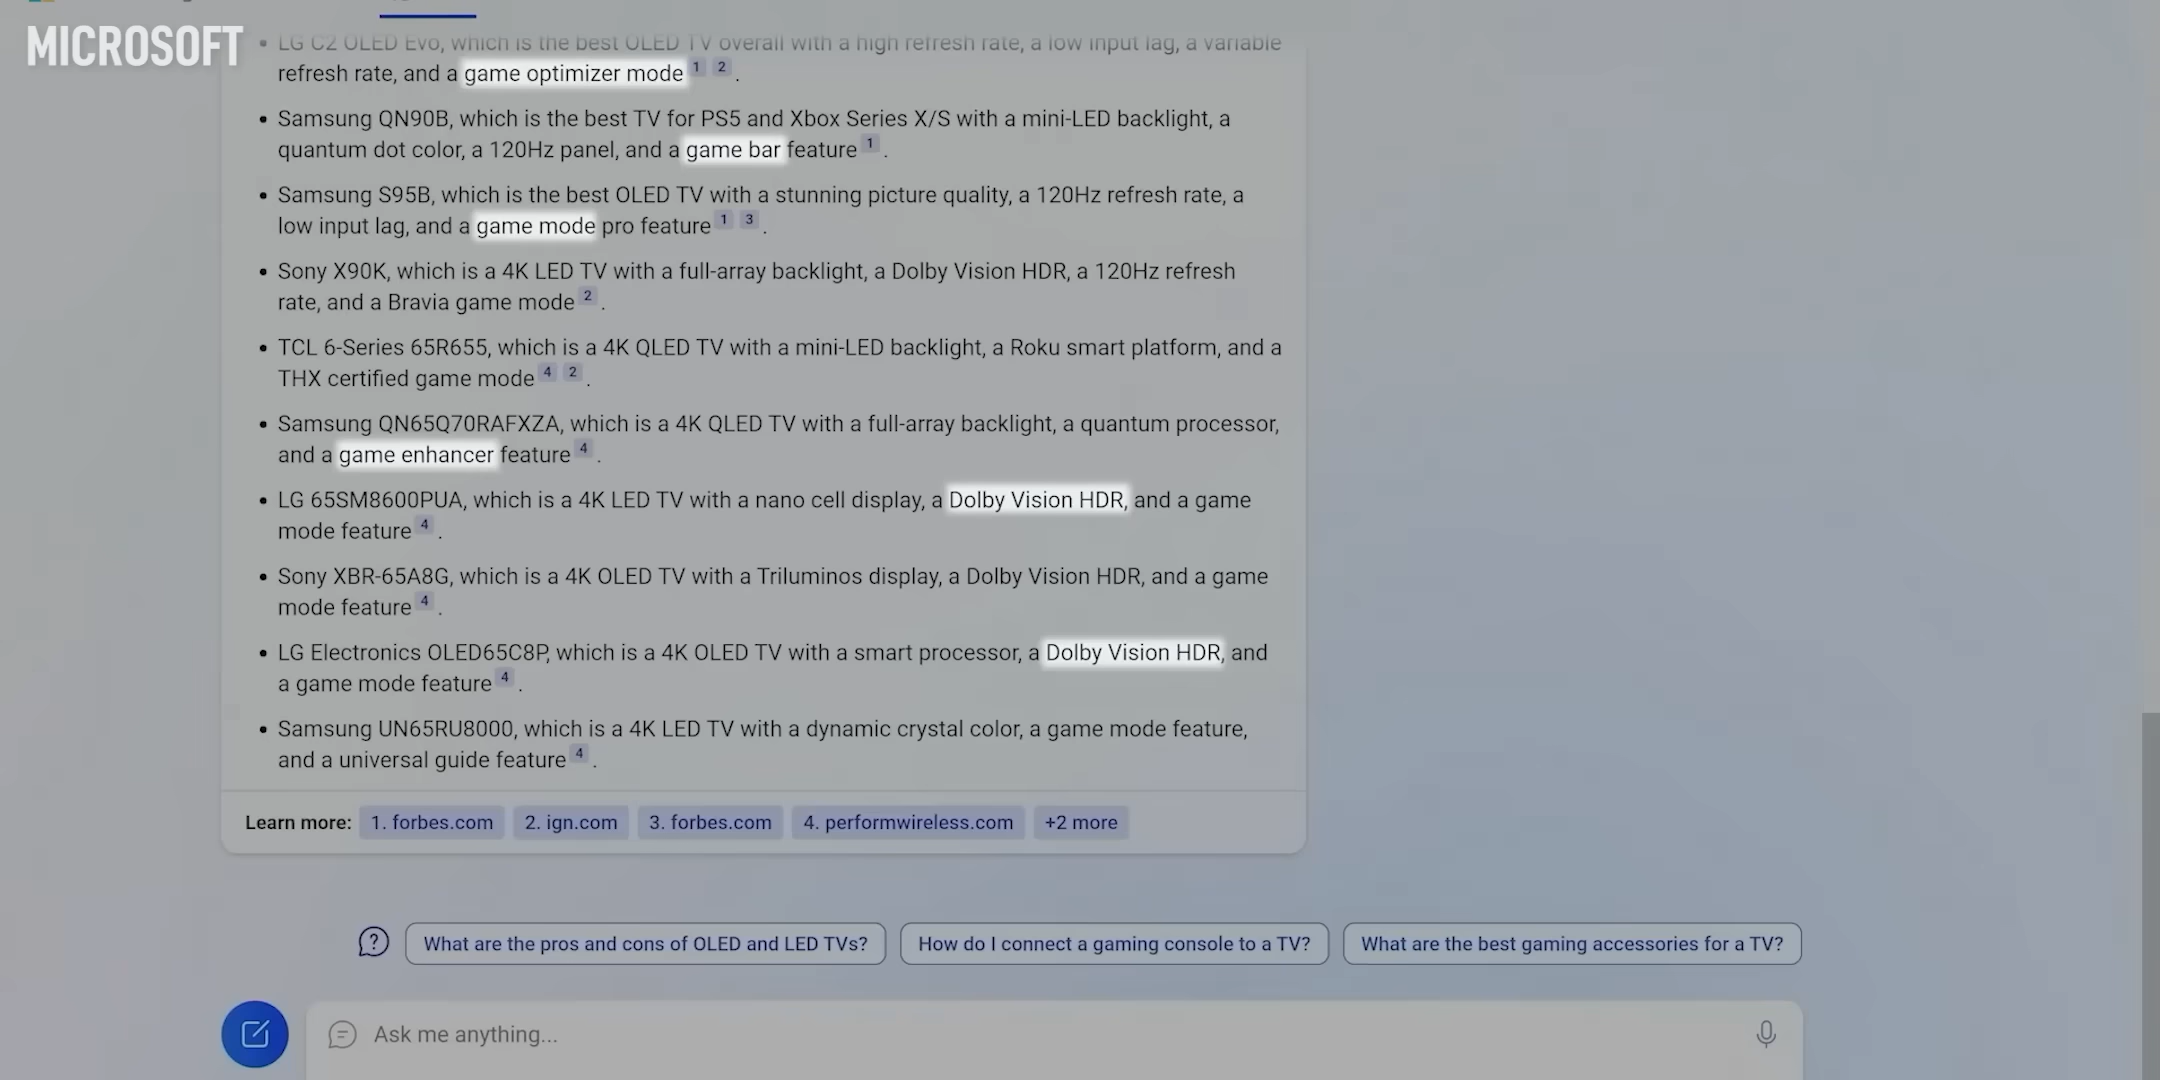 MICROSOFT
• LG C2 OLED Evo, which is the best OLED TV overall with a high refresh rate, a low input lag, a variable
refresh rate, and a game optimizer mode 1 2 .
• Samsung QN90B, which is the best TV for PS5 and Xbox Series X/S with a mini-LED backlight, a
quantum dot color, a 120Hz panel, and a game bar feature 1 .
• Samsung S95B, which is the best OLED TV with a stunning picture quality, a 120Hz refresh rate, a
low input lag, and a game mode pro feature 1 3 .
• Sony X90K, which is a 4K LED TV with a full-array backlight, a Dolby Vision HDR, a 120Hz refresh
rate, and a Bravia game mode 2 .
• TCL 6-Series 65R655, which is a 4K QLED TV with a mini-LED backlight, a Roku smart platform, and a
THX certified game mode 4 2 .
• Samsung QN65Q70RAFXZA, which is a 4K QLED TV with a full-array backlight, a quantum processor,
and a game enhancer feature 4 .
• LG 65SM8600PUA, which is a 4K LED TV with a nano cell display, a Dolby Vision HDR, and a game
mode feature 4 .
• Sony XBR-65A8G, which is a 4K OLED TV with a Triluminos display, a Dolby Vision HDR, and a game
mode feature 4 .
• LG Electronics OLED65C8P, which is a 4K OLED TV with a smart processor, a Dolby Vision HDR, and
a game mode feature 4 .
• Samsung UN65RU8000, which is a 4K LED TV with a dynamic crystal color, a game mode feature,
and a universal guide feature 4 .
Learn more: 1. forbes.com 2. ign.com 3. forbes.com 4. performwireless.com +2 more
What are the pros and cons of OLED and LED TVs? How do I connect a gaming console to a TV? What are the best gaming accessories for a TV?
Ask me anything...